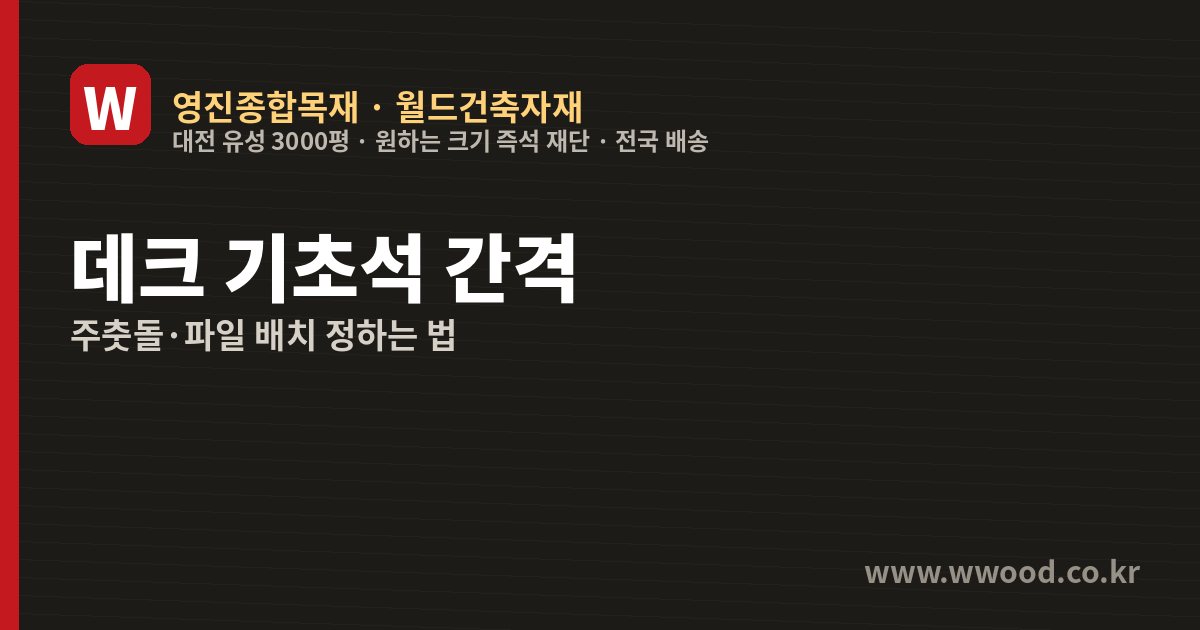 W
영진종합목재 · 월드건축자재
대전 유성 3000평 · 원하는 크기 즉석 재단 · 전국 배송
데크 기초석 간격
주춧돌·파일 배치 정하는 법
www.wwood.co.kr